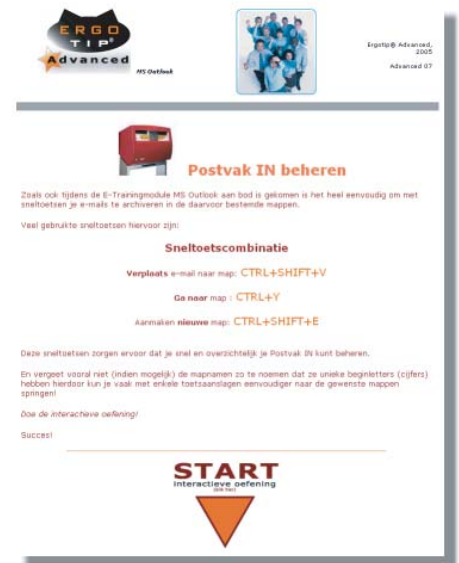 ERGO
TIP®
Advanced
MS Outlook
Ergotip® Advanced,
2005
Advanced 07
Postvak IN beheren
Zoals ook tijdens de E-Trainingmodule MS Outlook aan bod is gekomen is het heel eenvoudig om met
sneltoetsen je e-mails te archiveren in de daarvoor bestemde mappen.
Veel gebruikte sneltoetsen hiervoor zijn:
Sneltoetscombinatie
Verplaats e-mail naar map: CTRL+SHIFT+V
Ga naar map : CTRL+Y
Aanmaken nieuwe map: CTRL+SHIFT+E
Deze sneltoetsen zorgen ervoor dat je snel en overzichtelijk je Postvak IN kunt beheren.
En vergeet vooral niet (indien mogelijk) de mapnamen zo te noemen dat ze unieke beginletters (cijfers)
hebben hierdoor kun je vaak met enkele toetsaanslagen eenvoudiger naar de gewenste mappen
springen!
Doe de interactieve oefening!
Succes!
START
interactieve oefening
(klik hier)